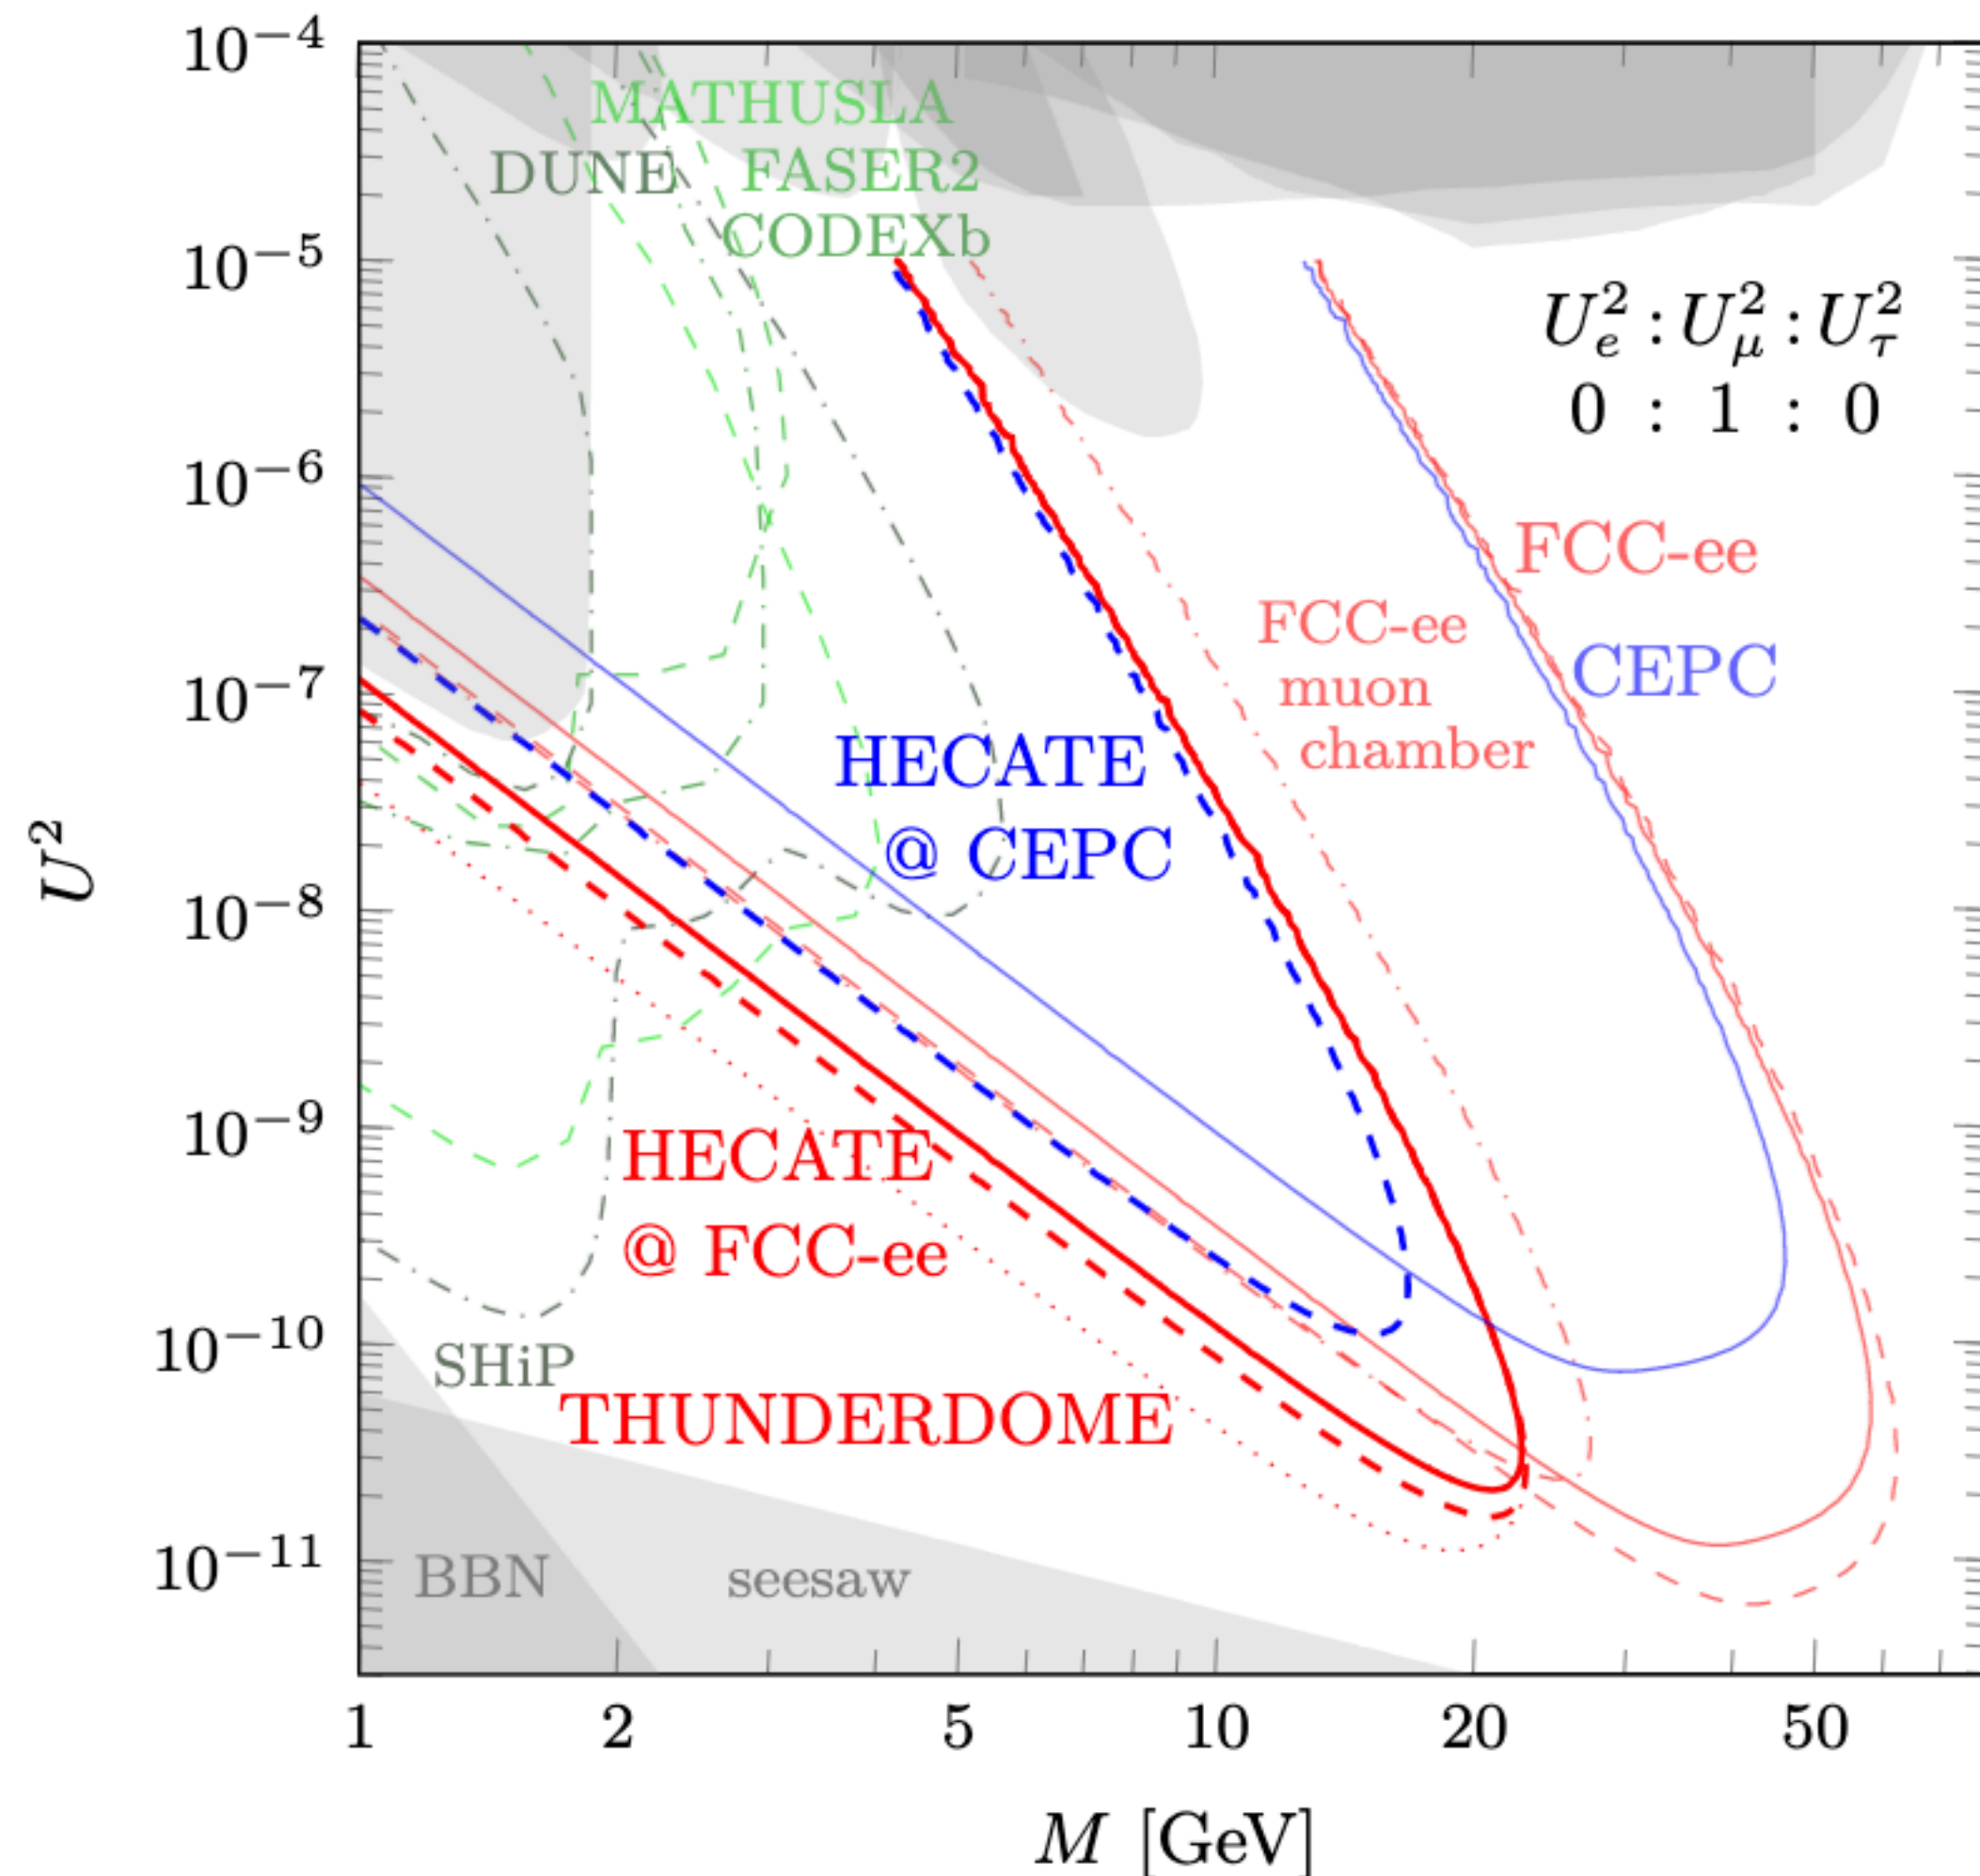 10⁻⁴
10⁻⁵
10⁻⁶
10⁻⁷
10⁻⁸
10⁻⁹
10⁻¹⁰
10⁻¹¹
U²
MATHUSLA
DUNE FASER2
CODEXb
U²ₑ : U²_μ : U²_τ
0 : 1 : 0
FCC-ee
FCC-ee
muon
chamber
CEPC
HECATE
@ CEPC
HECATE
@ FCC-ee
SHiP
THUNDERDOME
BBN seesaw
1 2 5 10 20 50
M [GeV]